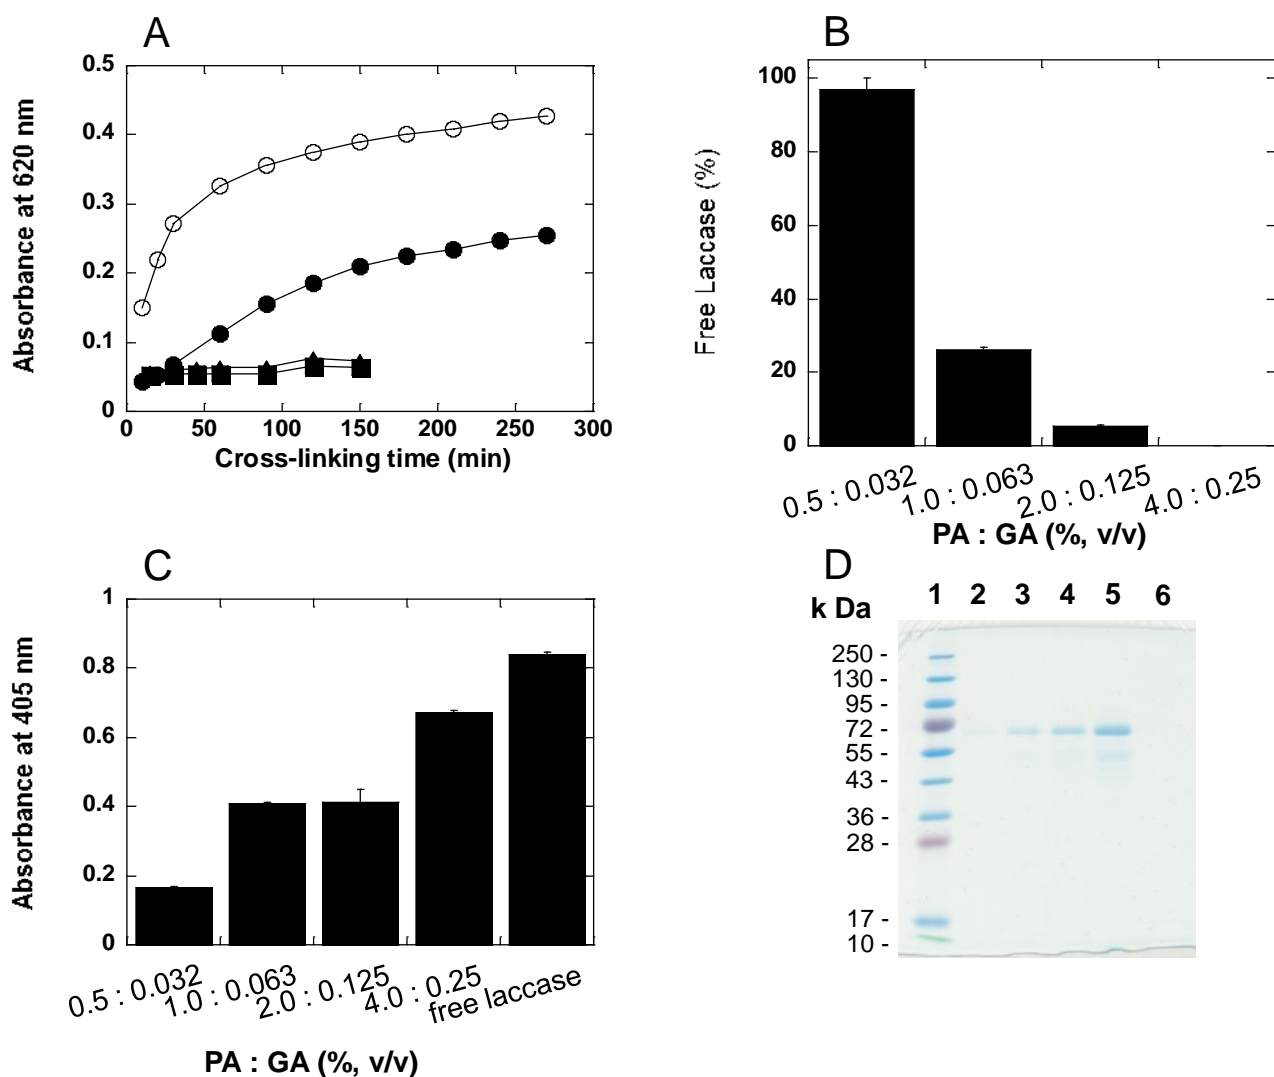 A
Absorbance at 620 nm
0.5
0.4
0.3
0.2
0.1
0
0 50 100 150 200 250 300
Cross-linking time (min)
B
Free Laccase (%)
100
80
60
40
20
0
0.5 : 0.032 1.0 : 0.063 2.0 : 0.125 4.0 : 0.25
PA : GA (%, v/v)
C
Absorbance at 405 nm
1
0.8
0.6
0.4
0.2
0
0.5 : 0.032 1.0 : 0.063 2.0 : 0.125 4.0 : 0.25 free laccase
PA : GA (%, v/v)
D
k Da 1 2 3 4 5 6
250 -
130 -
95 -
72 -
55 -
43 -
36 -
28 -
17 -
10 -